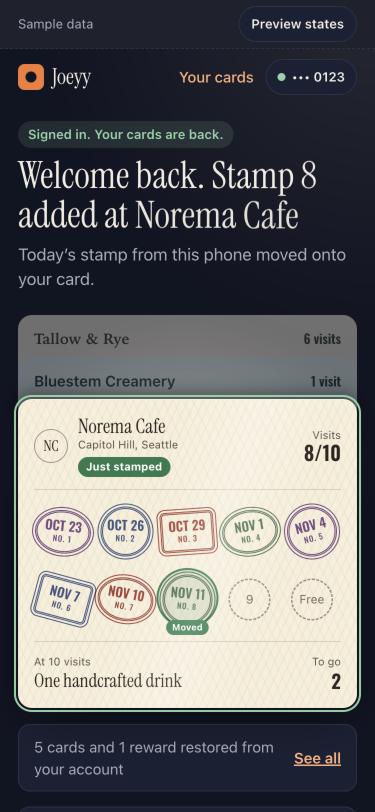 Sample data
Preview states
Joeyy
Your cards
••• 0123
Signed in. Your cards are back.
Welcome back. Stamp 8
added at Norema Cafe
Today’s stamp from this phone moved onto
your card.
Tallow & Rye
6 visits
Bluestem Creamery
1 visit
NC
Norema Cafe
Capitol Hill, Seattle
Just stamped
Visits
8/10
OCT 23
NO. 1
OCT 26
NO. 2
OCT 29
NO. 3
NOV 1
NO. 4
NOV 4
NO. 5
NOV 7
NO. 6
NOV 10
NO. 7
NOV 11
NO. 8
Moved
9
Free
At 10 visits
One handcrafted drink
To go
2
5 cards and 1 reward restored from
your account
See all